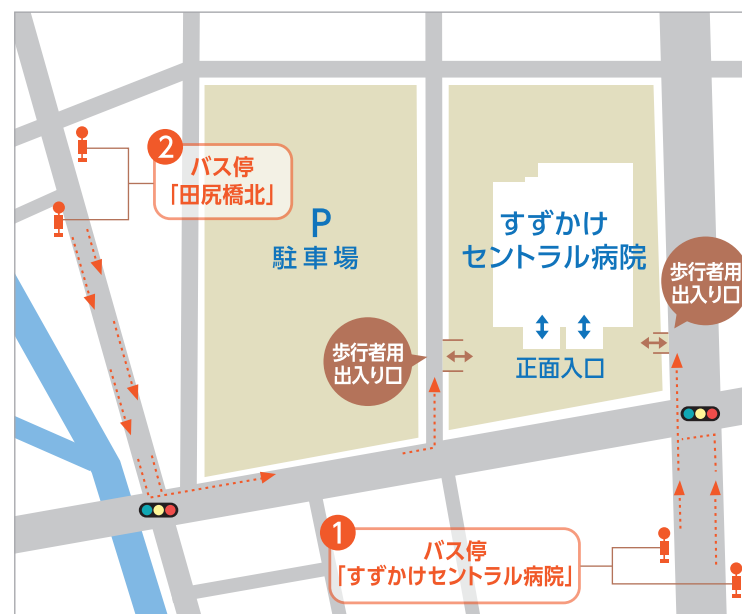 2
バス停
「田尻橋北」
P
駐車場
すずかけ
セントラル病院
歩行者用
出入り口
歩行者用
出入り口
正面入口
1
バス停
「すずかけセントラル病院」